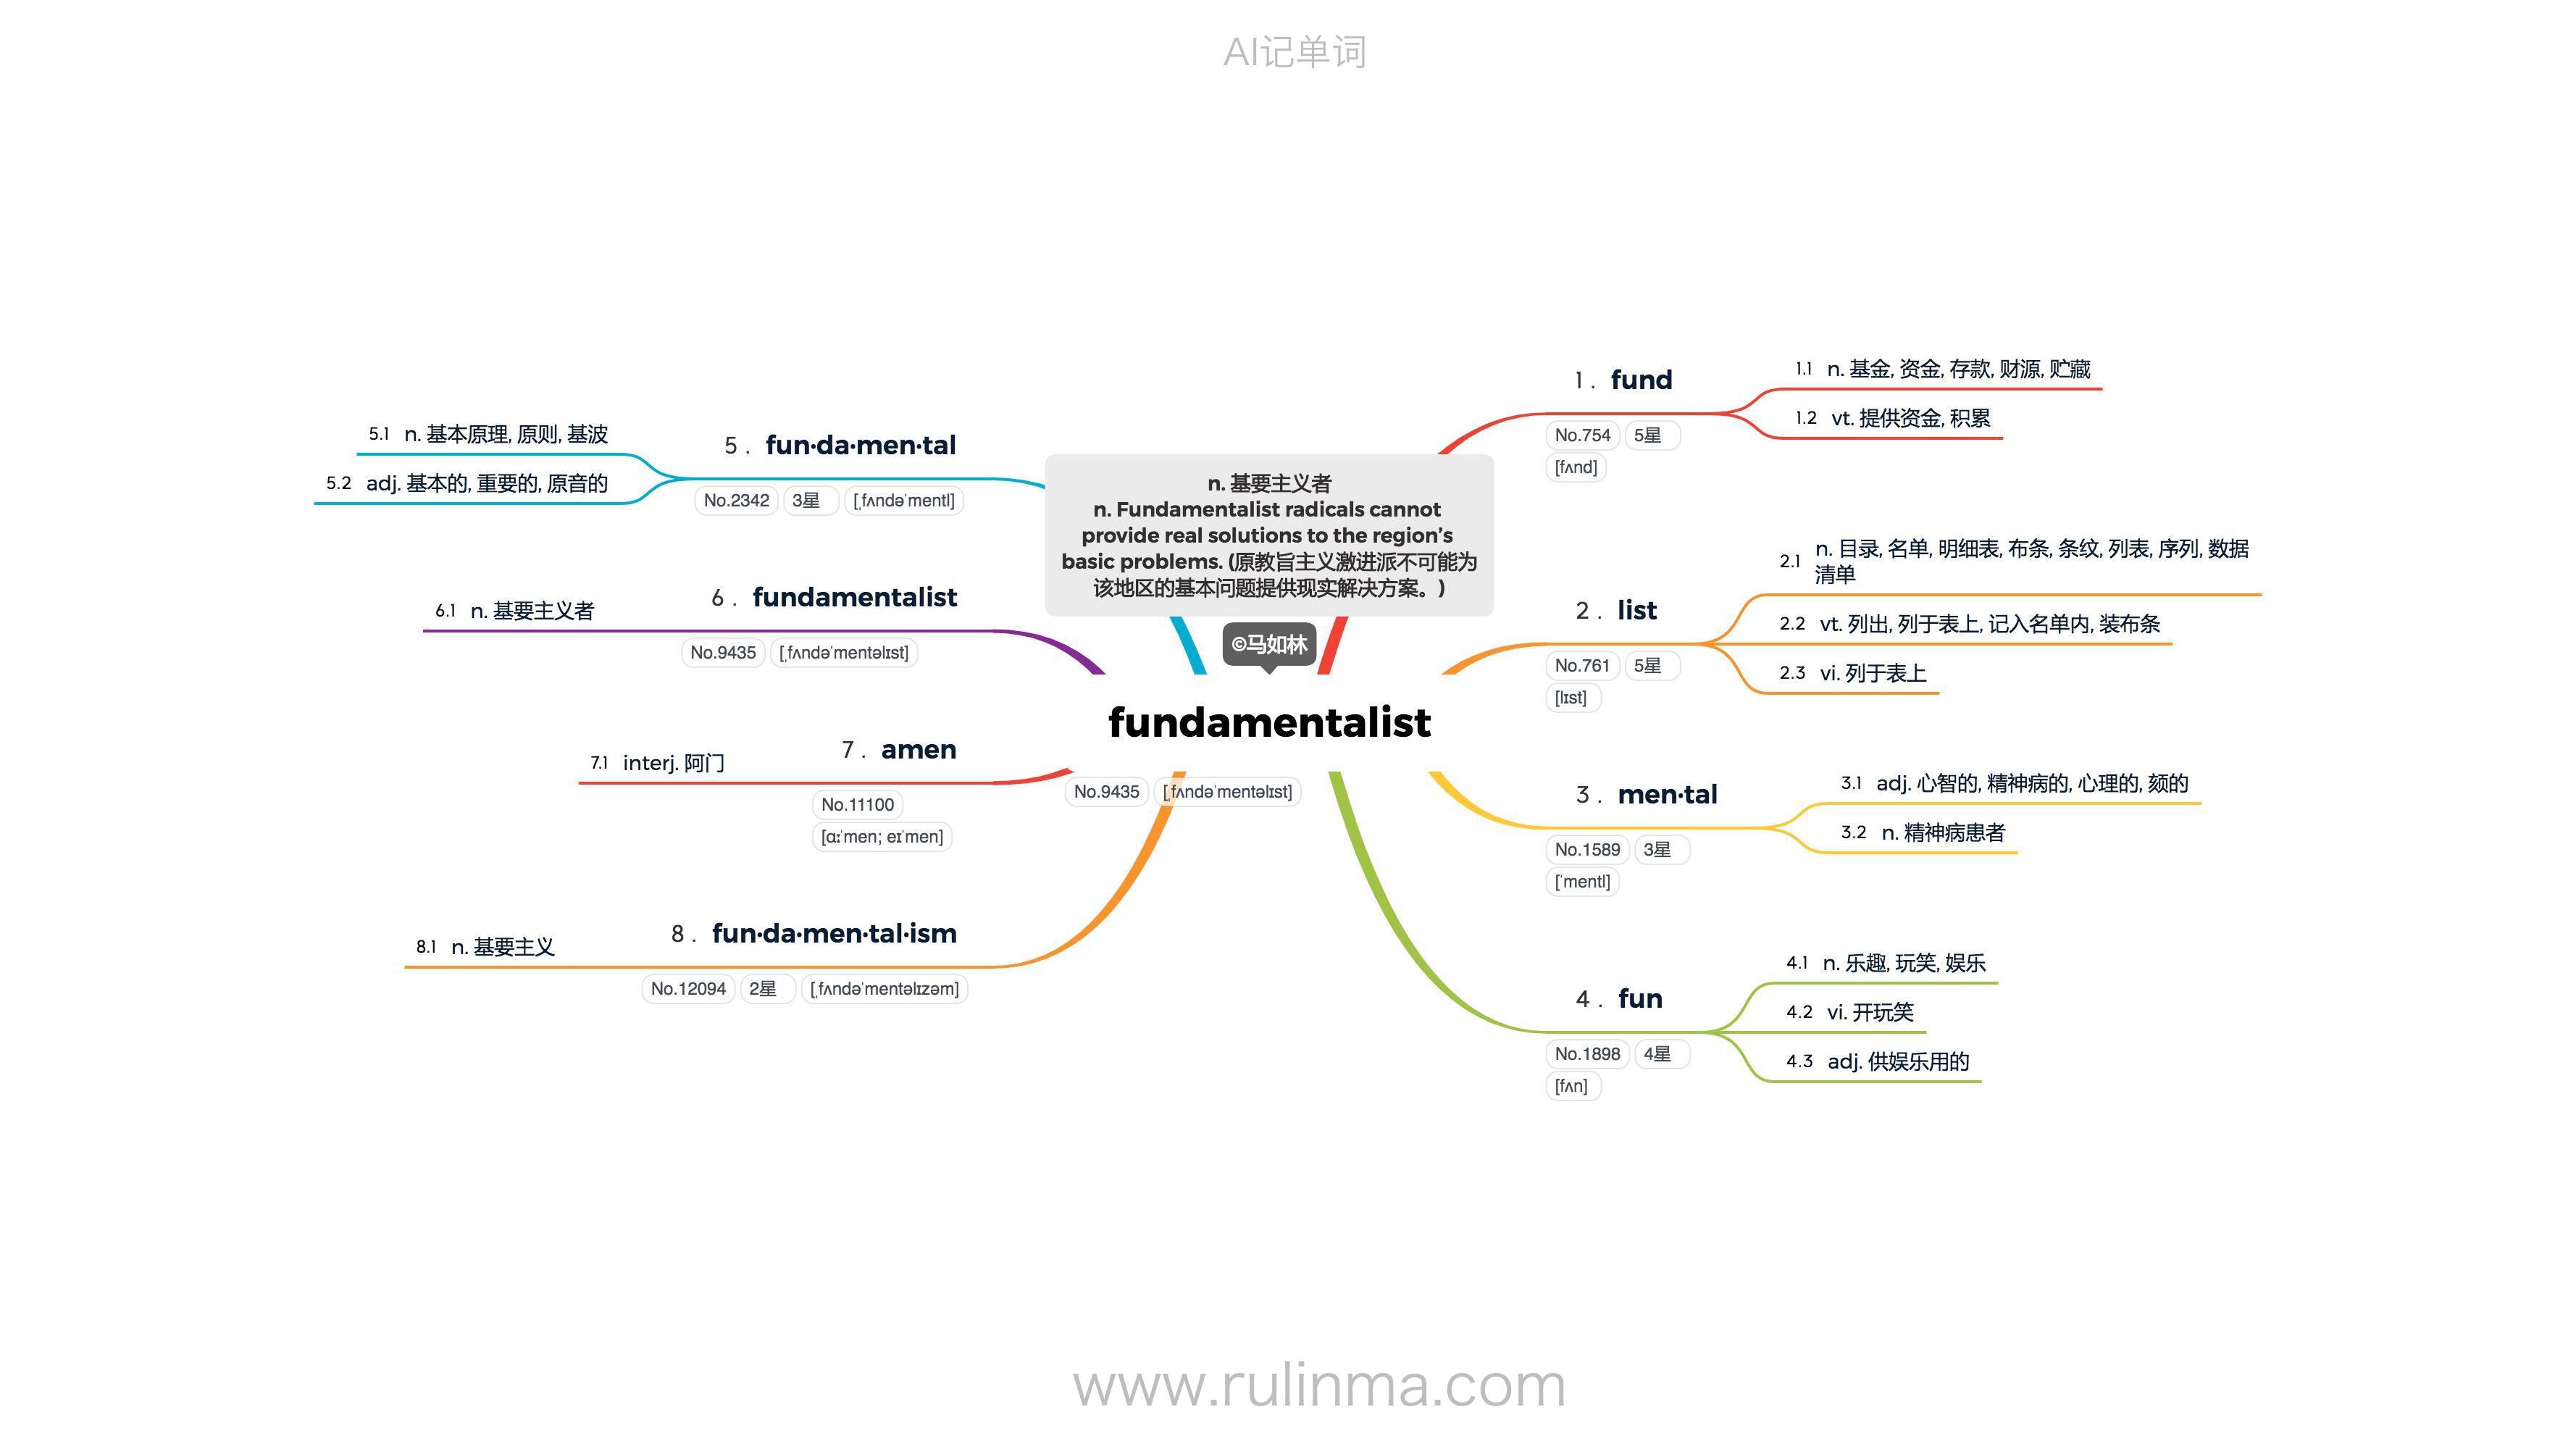 AI记单词
n. 基要主义者
n. Fundamentalist radicals cannot
provide real solutions to the region’s
basic problems. (原教旨主义激进派不可能为
该地区的基本问题提供现实解决方案。)
©马如林
fundamentalist
No.9435 [ˌfʌndəˈmentəlɪst]
1 . fund
No.754 5星
[fʌnd]
1.1 n. 基金, 资金, 存款, 财源, 贮藏
1.2 vt. 提供资金, 积累
2 . list
No.761 5星
[lɪst]
2.1 n. 目录, 名单, 明细表, 布条, 条纹, 列表, 序列, 数据
清单
2.2 vt. 列出, 列于表上, 记入名单内, 装布条
2.3 vi. 列于表上
3 . men·tal
No.1589 3星
[ˈmentl]
3.1 adj. 心智的, 精神病的, 心理的, 颏的
3.2 n. 精神病患者
4 . fun
No.1898 4星
[fʌn]
4.1 n. 乐趣, 玩笑, 娱乐
4.2 vi. 开玩笑
4.3 adj. 供娱乐用的
5 . fun·da·men·tal
No.2342 3星 [ˌfʌndəˈmentl]
5.1 n. 基本原理, 原则, 基波
5.2 adj. 基本的, 重要的, 原音的
6 . fundamentalist
No.9435 [ˌfʌndəˈmentəlɪst]
6.1 n. 基要主义者
7 . amen
No.11100
[ɑːˈmen; eɪˈmen]
7.1 interj. 阿门
8 . fun·da·men·tal·ism
No.12094 2星 [ˌfʌndəˈmentəlɪzəm]
8.1 n. 基要主义
www.rulinma.com